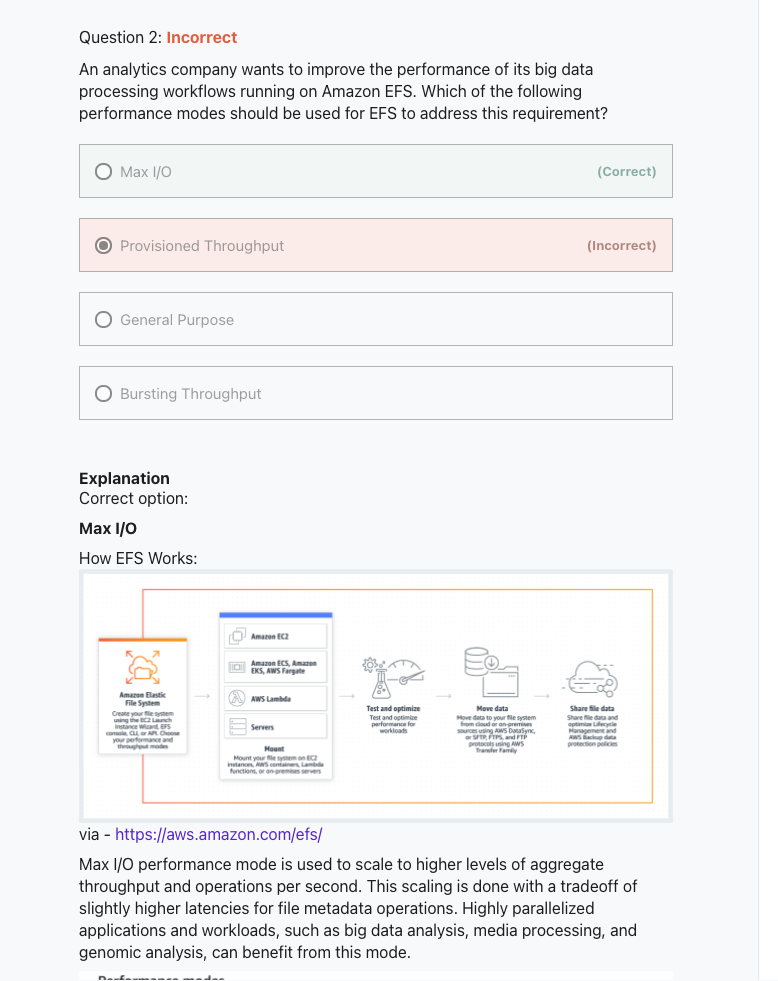 Question 2: Incorrect
An analytics company wants to improve the performance of its big data
processing workflows running on Amazon EFS. Which of the following
performance modes should be used for EFS to address this requirement?
Max I/O (Correct)
Provisioned Throughput (Incorrect)
General Purpose
Bursting Throughput
Explanation
Correct option:
Max I/O
How EFS Works:
Amazon Elastic
File System
Create your file system
using the EC2 Launch
Instance Wizard, EFS
console, CLI, or API. Choose
your performance and
throughput modes
Amazon EC2
Amazon ECS, Amazon
EKS, AWS Fargate
AWS Lambda
Servers
Mount
Mount your file system on EC2
instances, AWS containers, Lambda
functions, or on-premises servers
Test and optimize
Test and optimize
performance for
workloads
Move data
Move data to your file system
from cloud or on-premises
sources using AWS DataSync,
or SFTP, FTPS, and FTP
protocols using AWS
Transfer Family
Share file data
Share file data and
optimize Lifecycle
Management and
AWS Backup data
protection policies
via - https://aws.amazon.com/efs/
Max I/O performance mode is used to scale to higher levels of aggregate
throughput and operations per second. This scaling is done with a tradeoff of
slightly higher latencies for file metadata operations. Highly parallelized
applications and workloads, such as big data analysis, media processing, and
genomic analysis, can benefit from this mode.
Performance modes